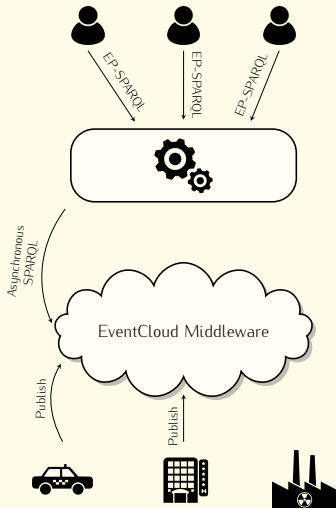 EP-SPARQL
EP-SPARQL
EP-SPARQL
Asynchronous
SPARQL
EventCloud Middleware
Publish
Publish